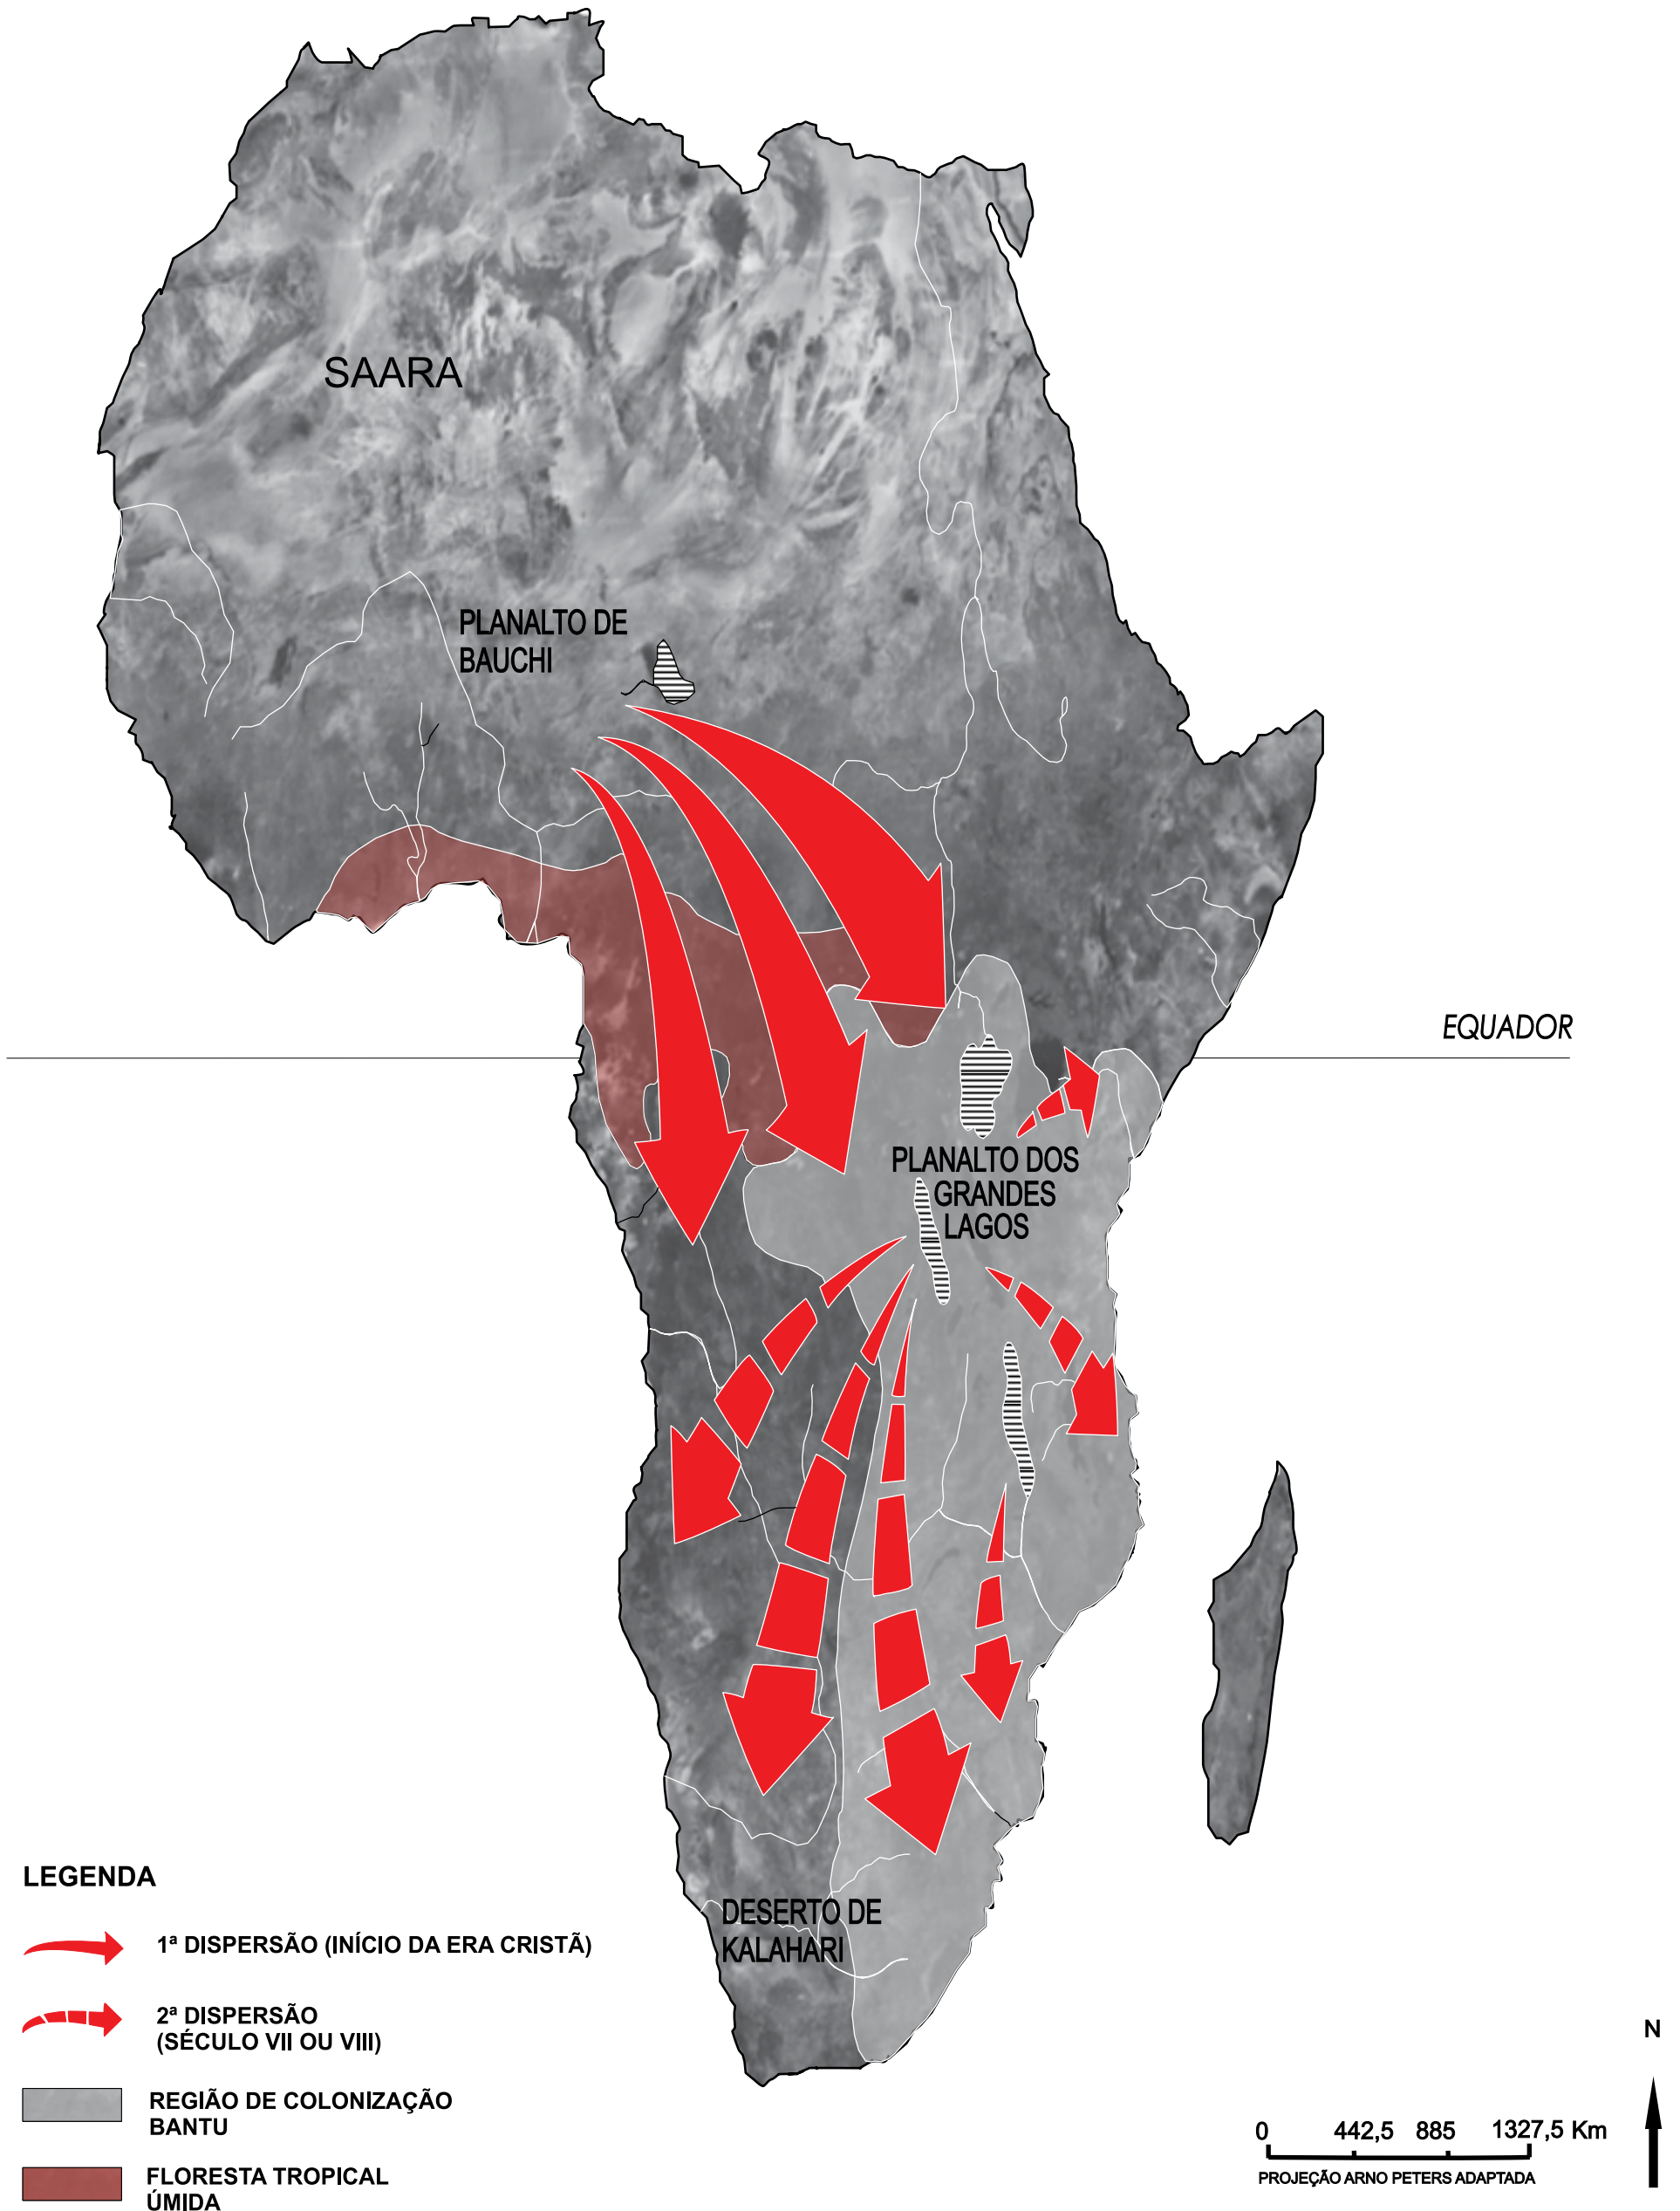 SAARA
PLANALTO DE
BAUCHI
EQUADOR
PLANALTO DOS
GRANDES
LAGOS
DESERTO DE
KALAHARI
LEGENDA
1ª DISPERSÃO (INÍCIO DA ERA CRISTÃ)
2ª DISPERSÃO
(SÉCULO VII OU VIII)
REGIÃO DE COLONIZAÇÃO
BANTU
FLORESTA TROPICAL
ÚMIDA
N
0 442,5 885 1327,5 Km
PROJEÇÃO ARNO PETERS ADAPTADA